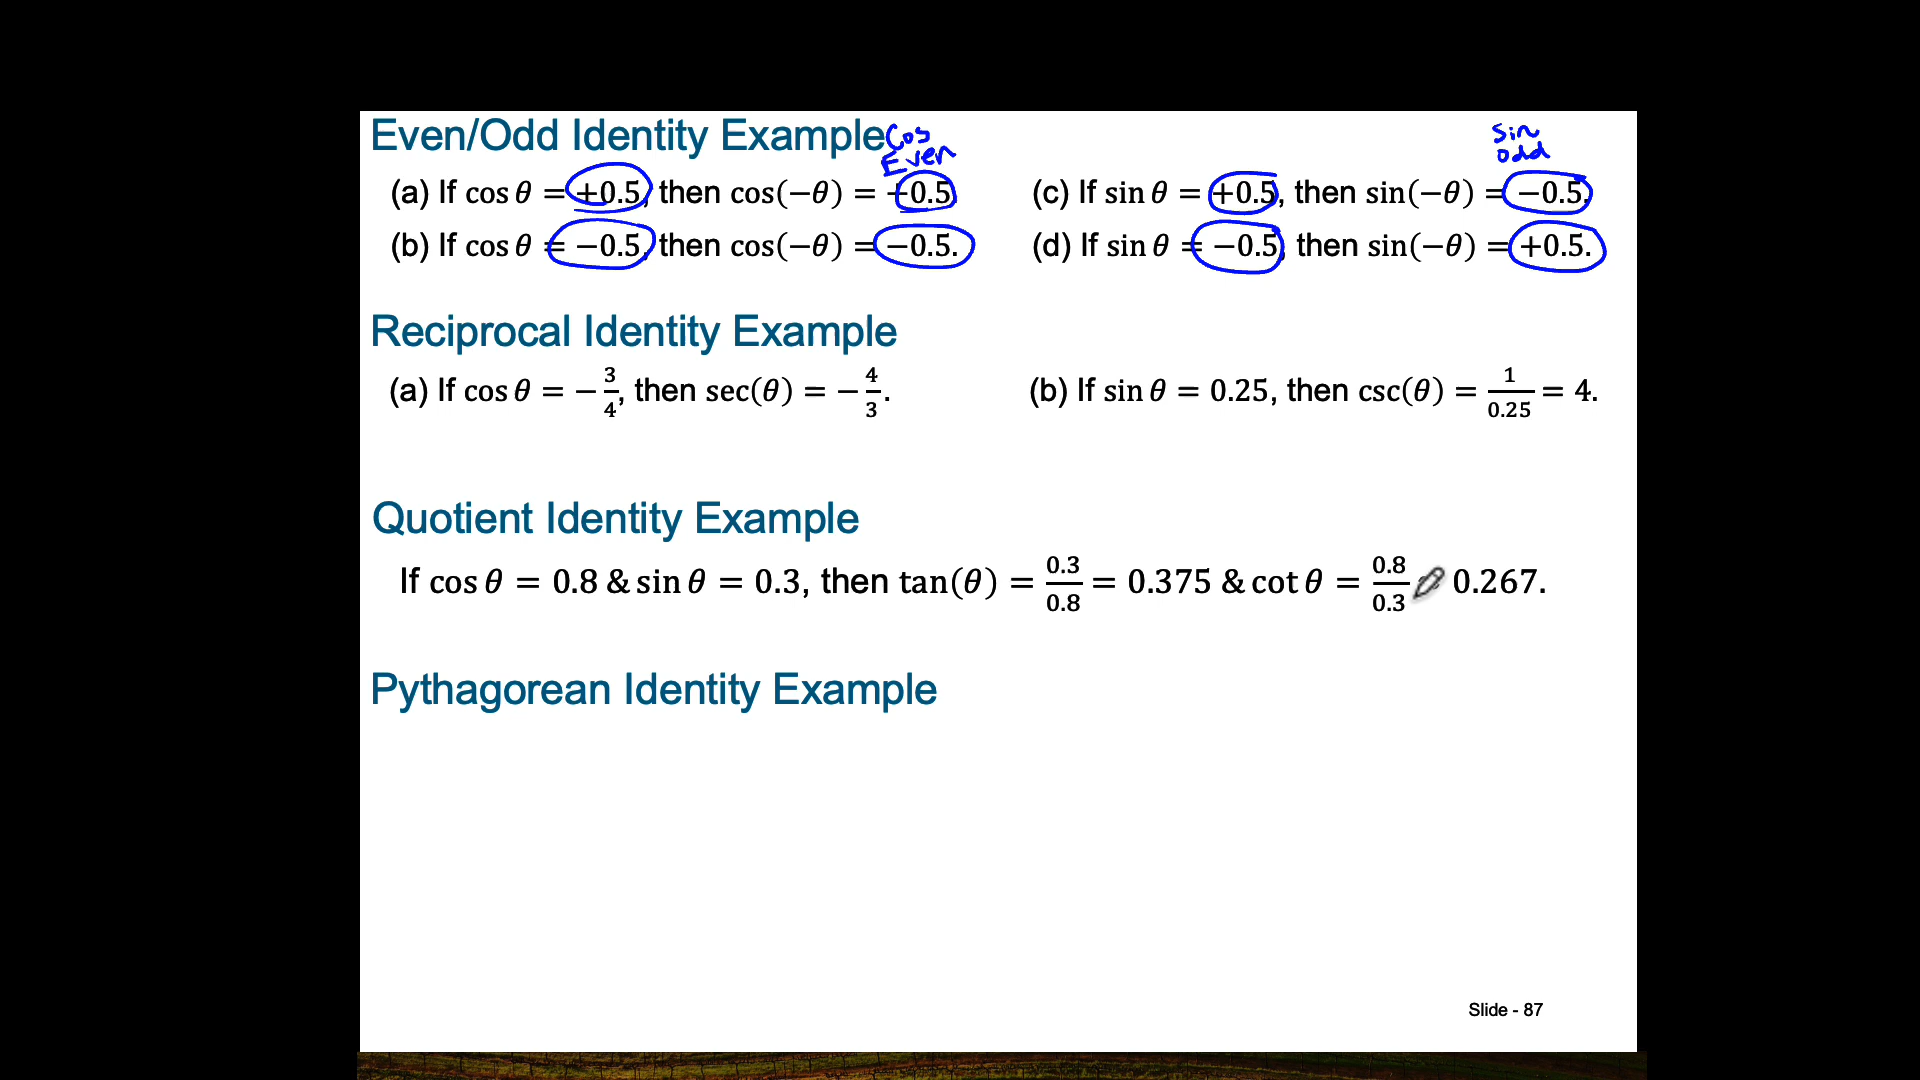 Even/Odd Identity Example Cos Even Sin odd
(a) If cos θ = +0.5, then cos(−θ) = +0.5. (c) If sin θ = +0.5, then sin(−θ) = −0.5.
(b) If cos θ = −0.5, then cos(−θ) = −0.5. (d) If sin θ = −0.5, then sin(−θ) = +0.5.
Reciprocal Identity Example
(a) If cos θ = −3/4, then sec(θ) = −4/3. (b) If sin θ = 0.25, then csc(θ) = 1/0.25 = 4.
Quotient Identity Example
If cos θ = 0.8 & sin θ = 0.3, then tan(θ) = 0.3/0.8 = 0.375 & cot θ = 0.8/0.3 0.267.
Pythagorean Identity Example
Slide - 87